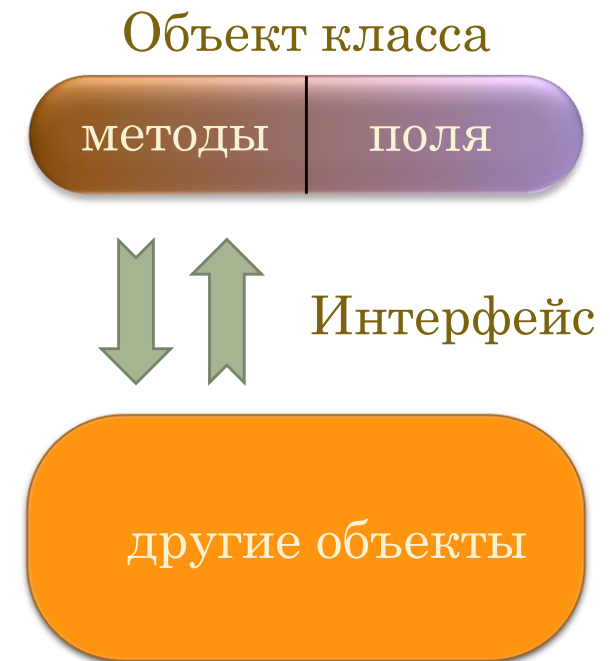 Объект класса
методы поля
Интерфейс
другие объекты